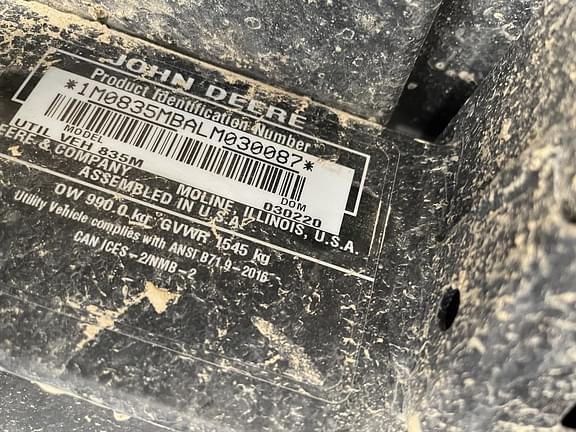 JOHN DEERE
Product Identification Number
*1M0835MBALM030087*
MODEL DOM
UTIL VEH 835M 030220
DEERE & COMPANY MOLINE ILLINOIS, U.S.A.
ASSEMBLED IN U.S.A.
OW 990.0 kg GVWR 1545 kg
Utility Vehicle complies with ANSI B71.9-2016
CAN ICES-2/NMB-2